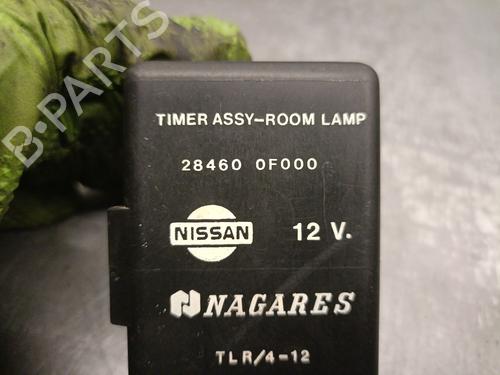 B-PARTS
TIMER ASSY-ROOM LAMP
28460 0F000
NISSAN 12 V.
NAGARES
TLR/4-12